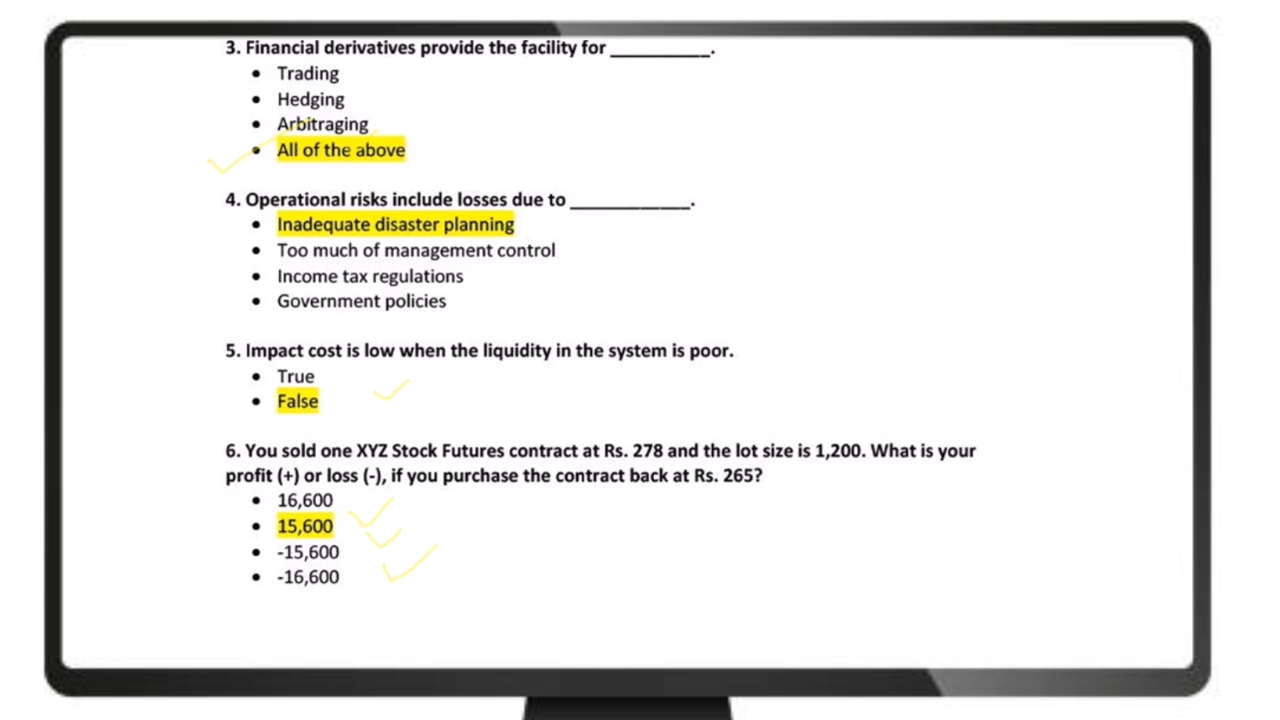 3. Financial derivatives provide the facility for __________.
• Trading
• Hedging
• Arbitraging
• All of the above
4. Operational risks include losses due to ____________.
• Inadequate disaster planning
• Too much of management control
• Income tax regulations
• Government policies
5. Impact cost is low when the liquidity in the system is poor.
• True
• False
6. You sold one XYZ Stock Futures contract at Rs. 278 and the lot size is 1,200. What is your
profit (+) or loss (-), if you purchase the contract back at Rs. 265?
• 16,600
• 15,600
• -15,600
• -16,600